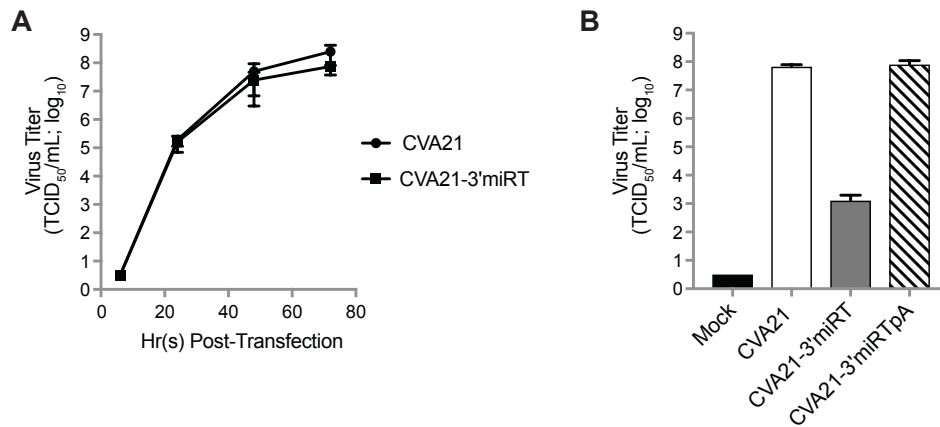 A
Virus Titer
(TCID50/mL; log10)
9
8
7
6
5
4
3
2
1
0
0 20 40 60 80
Hr(s) Post-Transfection
CVA21
CVA21-3'miRT
B
Virus Titer
(TCID50/mL; log10)
9
8
7
6
5
4
3
2
1
0
Mock
CVA21
CVA21-3'miRT
CVA21-3'miRTpA